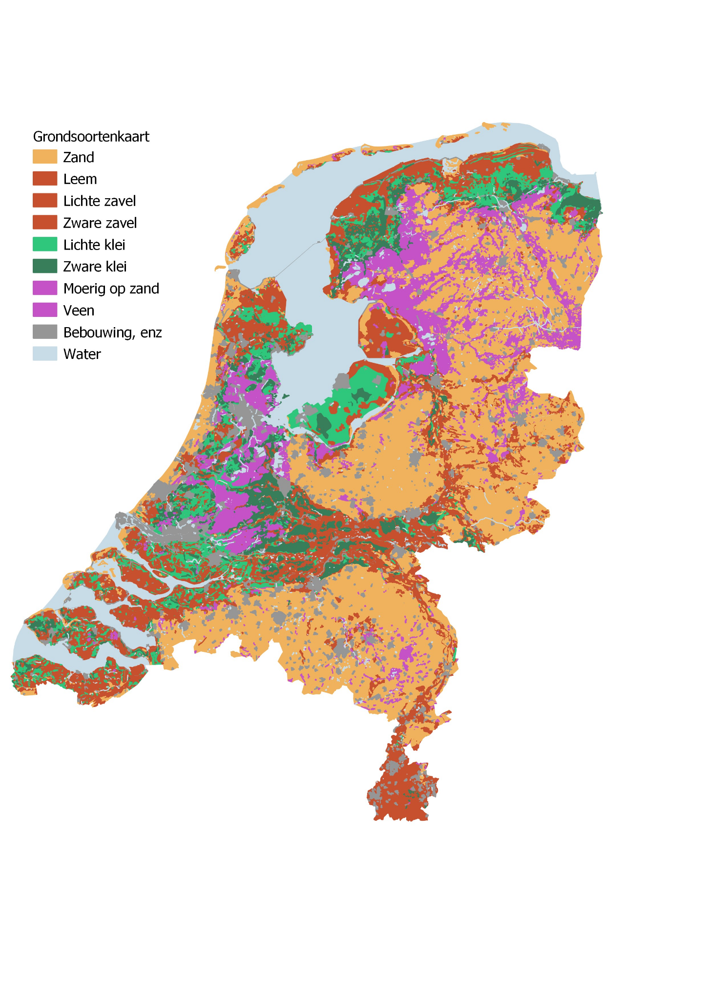 Grondsoortenkaart
Zand
Leem
Lichte zavel
Zware zavel
Lichte klei
Zware klei
Moerig op zand
Veen
Bebouwing, enz
Water